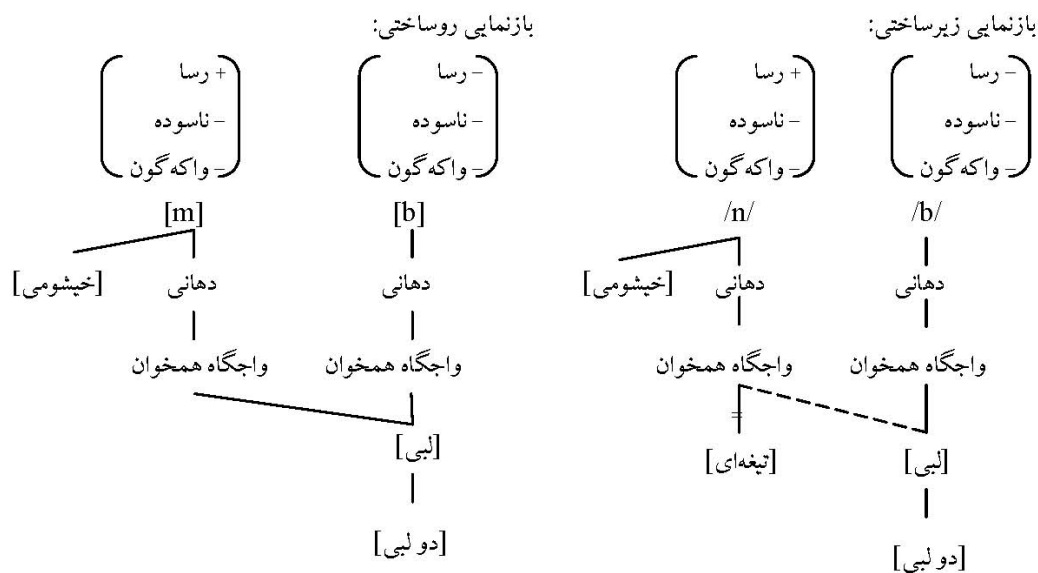 بازنمایی زیرساختی: بازنمایی روساختی:
– رسا + رسا – رسا + رسا
– ناسوده – ناسوده – ناسوده – ناسوده
– واکه‌گون – واکه‌گون – واکه‌گون – واکه‌گون
/b/ /n/ [b] [m]
دهانی دهانی [خیشومی] دهانی دهانی [خیشومی]
واجگاه همخوان واجگاه همخوان واجگاه همخوان واجگاه همخوان
[لبی] [تیغه‌ای] [لبی]
[دو لبی] [دو لبی]